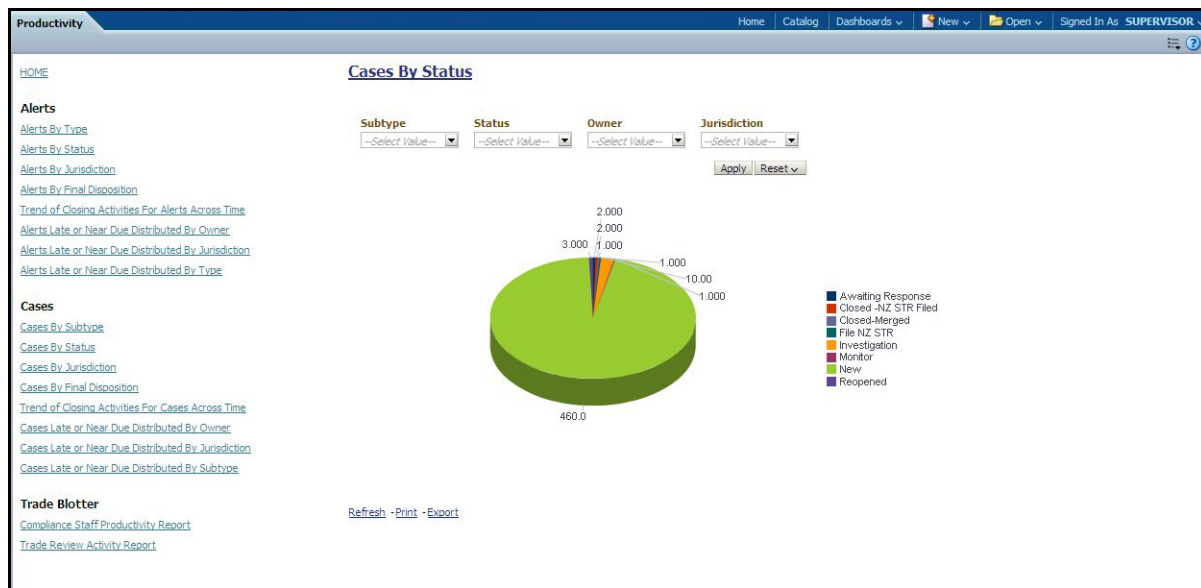 Productivity
Home Catalog Dashboards New Open Signed In As SUPERVISOR
HOME
Alerts
Alerts By Type
Alerts By Status
Alerts By Jurisdiction
Alerts By Final Disposition
Trend of Closing Activities For Alerts Across Time
Alerts Late or Near Due Distributed By Owner
Alerts Late or Near Due Distributed By Jurisdiction
Alerts Late or Near Due Distributed By Type
Cases
Cases By Subtype
Cases By Status
Cases By Jurisdiction
Cases By Final Disposition
Trend of Closing Activities For Cases Across Time
Cases Late or Near Due Distributed By Owner
Cases Late or Near Due Distributed By Jurisdiction
Cases Late or Near Due Distributed By Subtype
Trade Blotter
Compliance Staff Productivity Report
Trade Review Activity Report
Cases By Status
Subtype Status Owner Jurisdiction
--Select Value-- --Select Value-- --Select Value-- --Select Value--
Apply Reset
2.000
2.000
3.000 1.000
1.000
10.00
1.000
460.0
Awaiting Response
Closed -NZ STR Filed
Closed-Merged
File NZ STR
Investigation
Monitor
New
Reopened
Refresh - Print - Export